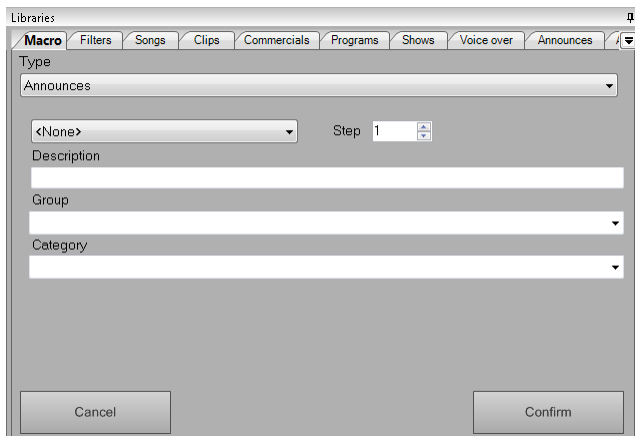 Libraries
Macro Filters Songs Clips Commercials Programs Shows Voice over Announces
Type
Announces
<None> Step 1
Description
Group
Category
Cancel Confirm